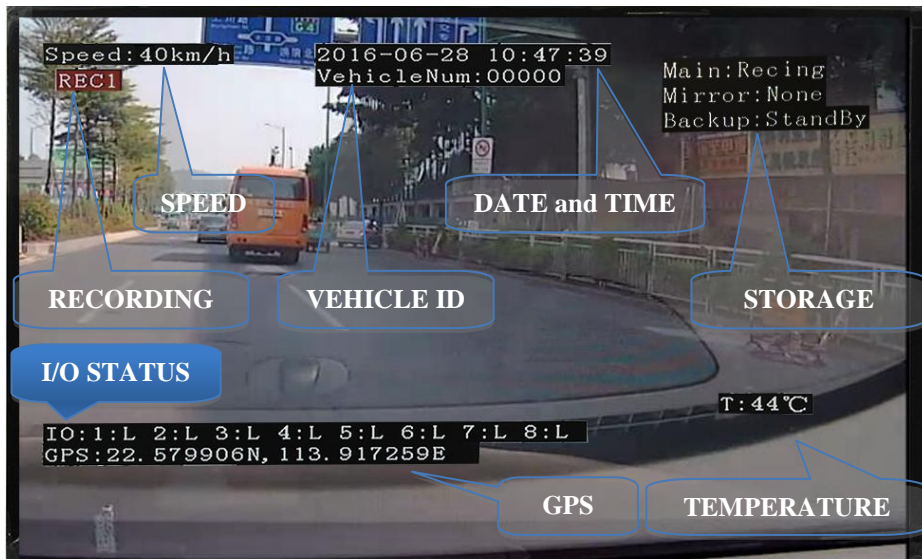 G4
Speed:40km/h
2016-06-28 10:47:39
REC1
VehicleNum:00000
Main:Recing
Mirror:None
Backup:StandBy
SPEED
DATE and TIME
RECORDING
VEHICLE ID
STORAGE
I/O STATUS
T:44℃
IO:1:L 2:L 3:L 4:L 5:L 6:L 7:L 8:L
GPS:22.579906N,113.917259E
GPS
TEMPERATURE